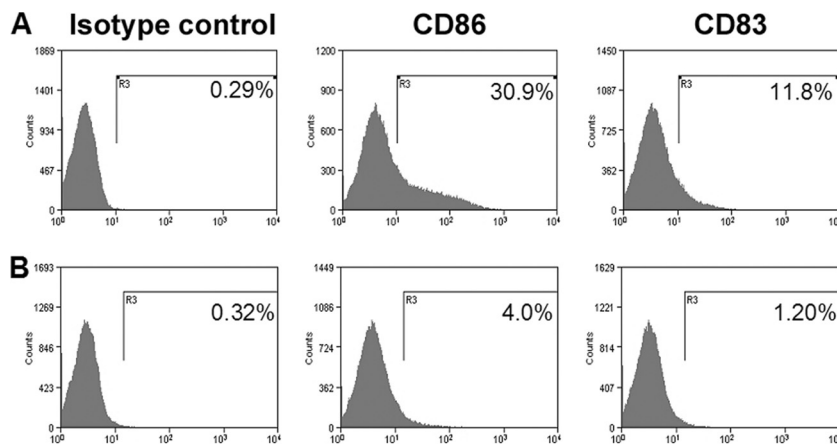 A Isotype control CD86 CD83
1869
1401
934
467
0
Counts
R3
0.29%
10⁰ 10¹ 10² 10³ 10⁴
1200
900
600
300
0
Counts
R3
30.9%
10⁰ 10¹ 10² 10³ 10⁴
1450
1087
725
362
0
Counts
R3
11.8%
10⁰ 10¹ 10² 10³ 10⁴
B
1693
1269
846
423
0
Counts
R3
0.32%
10⁰ 10¹ 10² 10³ 10⁴
1449
1086
724
362
0
Counts
R3
4.0%
10⁰ 10¹ 10² 10³ 10⁴
1629
1221
814
407
0
Counts
R3
1.20%
10⁰ 10¹ 10² 10³ 10⁴